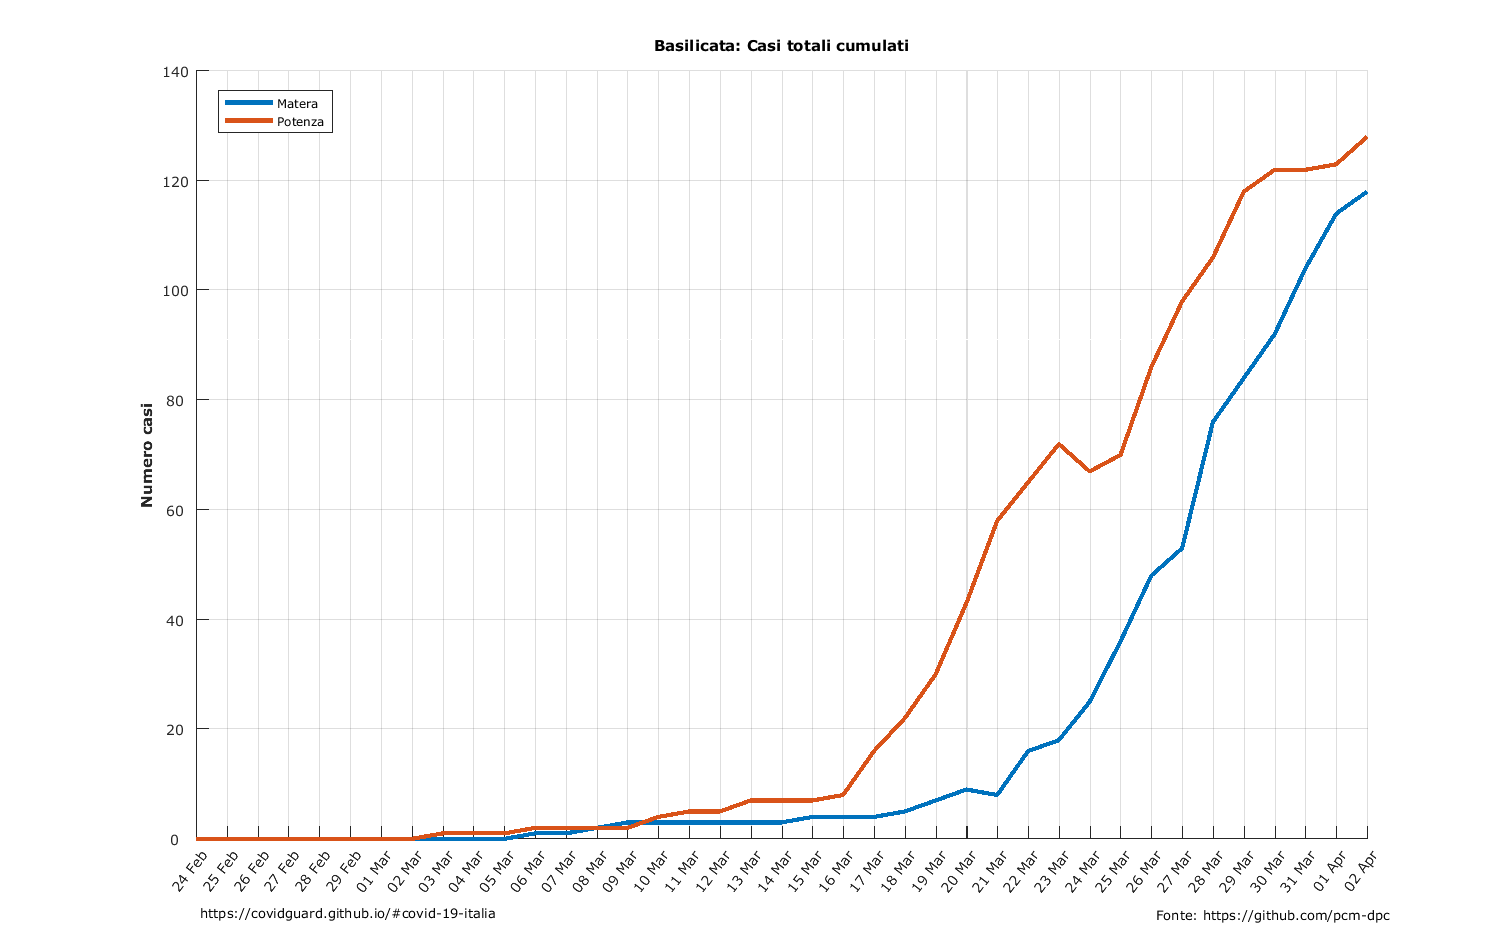 Basilicata: Casi totali cumulati
Matera
Potenza
Numero casi
140
120
100
80
60
40
20
0
24 Feb
25 Feb
26 Feb
27 Feb
28 Feb
29 Feb
01 Mar
02 Mar
03 Mar
04 Mar
05 Mar
06 Mar
07 Mar
08 Mar
09 Mar
10 Mar
11 Mar
12 Mar
13 Mar
14 Mar
15 Mar
16 Mar
17 Mar
18 Mar
19 Mar
20 Mar
21 Mar
22 Mar
23 Mar
24 Mar
25 Mar
26 Mar
27 Mar
28 Mar
29 Mar
30 Mar
31 Mar
01 Apr
02 Apr
https://covidguard.github.io/#covid-19-italia
Fonte: https://github.com/pcm-dpc